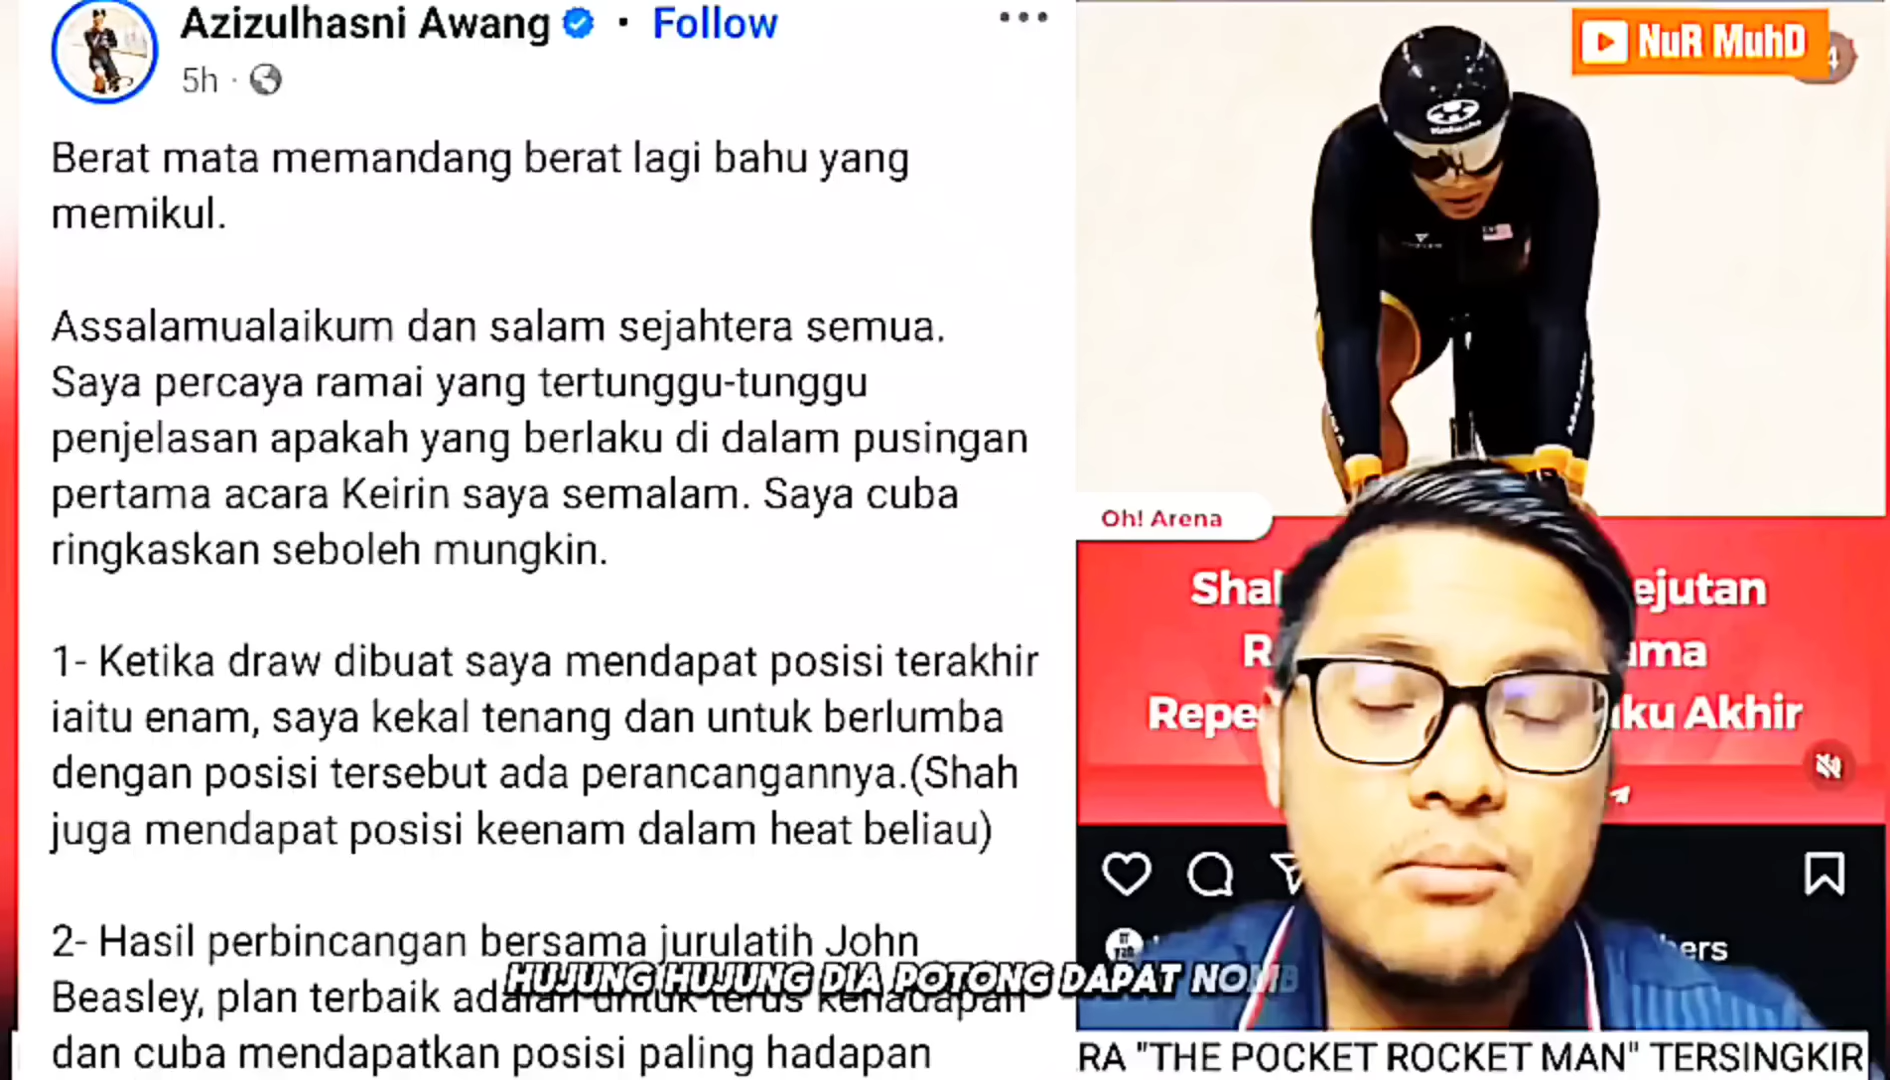 Azizulhasni Awang · Follow
5h ·
Berat mata memandang berat lagi bahu yang
memikul.
Assalamualaikum dan salam sejahtera semua.
Saya percaya ramai yang tertunggu-tunggu
penjelasan apakah yang berlaku di dalam pusingan
pertama acara Keirin saya semalam. Saya cuba
ringkaskan seboleh mungkin.
1- Ketika draw dibuat saya mendapat posisi terakhir
iaitu enam, saya kekal tenang dan untuk berlumba
dengan posisi tersebut ada perancangannya.(Shah
juga mendapat posisi keenam dalam heat beliau)
2- Hasil perbincangan bersama jurulatih John
Beasley, plan terbaik adalah untuk terus kehadapan
dan cuba mendapatkan posisi paling hadapan
HUJUNG HUJUNG DIA POTONG DAPAT NOMB
NuR MuhD
Oh! Arena
Shah ejutan
R ama
Repe ku Akhir
ers
RA "THE POCKET ROCKET MAN" TERSINGKIR